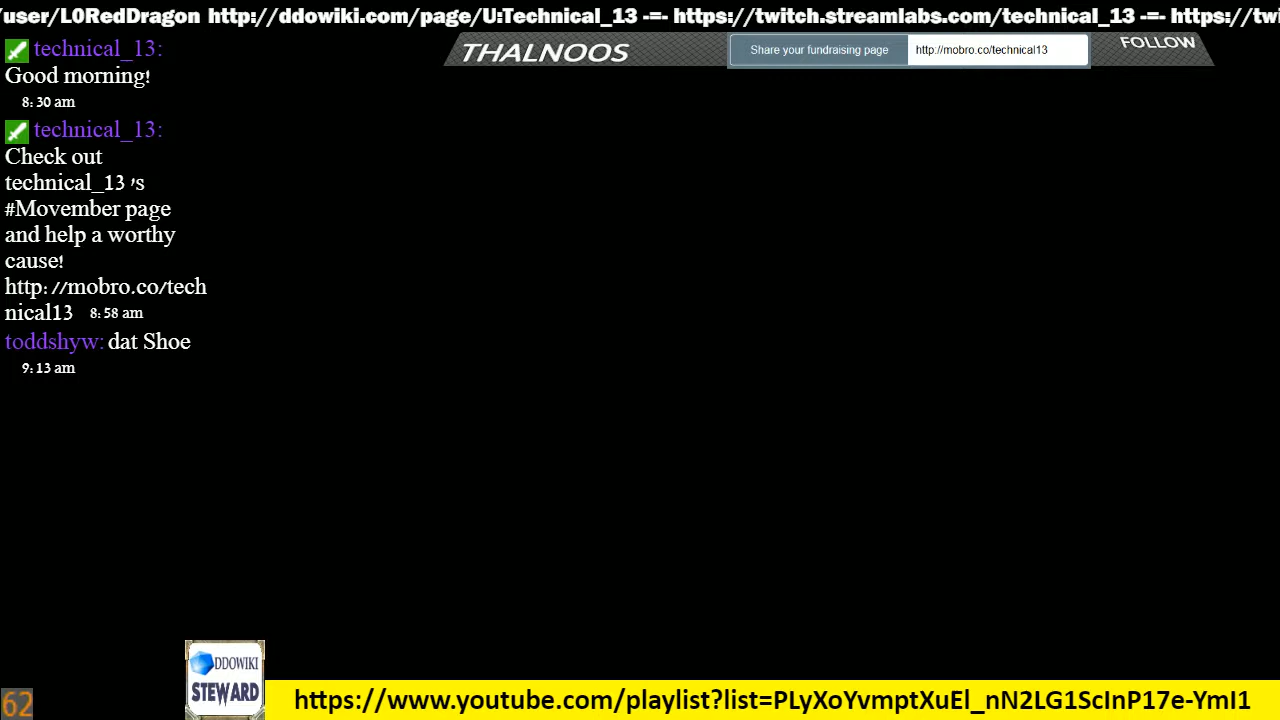 /user/L0RedDragon http://ddowiki.com/page/U:Technical_13 -=- https://twitch.streamlabs.com/technical_13 -=- https://twi
THALNOOS
Share your fundraising page http://mobro.co/technical13
FOLLOW
technical_13:
Good morning!
8:30 am
technical_13:
Check out
technical_13 's
#Movember page
and help a worthy
cause!
http://mobro.co/tech
nical13 8:58 am
toddshyw: dat Shoe
9:13 am
DDOWIKI
STEWARD
62
https://www.youtube.com/playlist?list=PLyXoYvmptXuEl_nN2LG1ScInP17e-YmI1